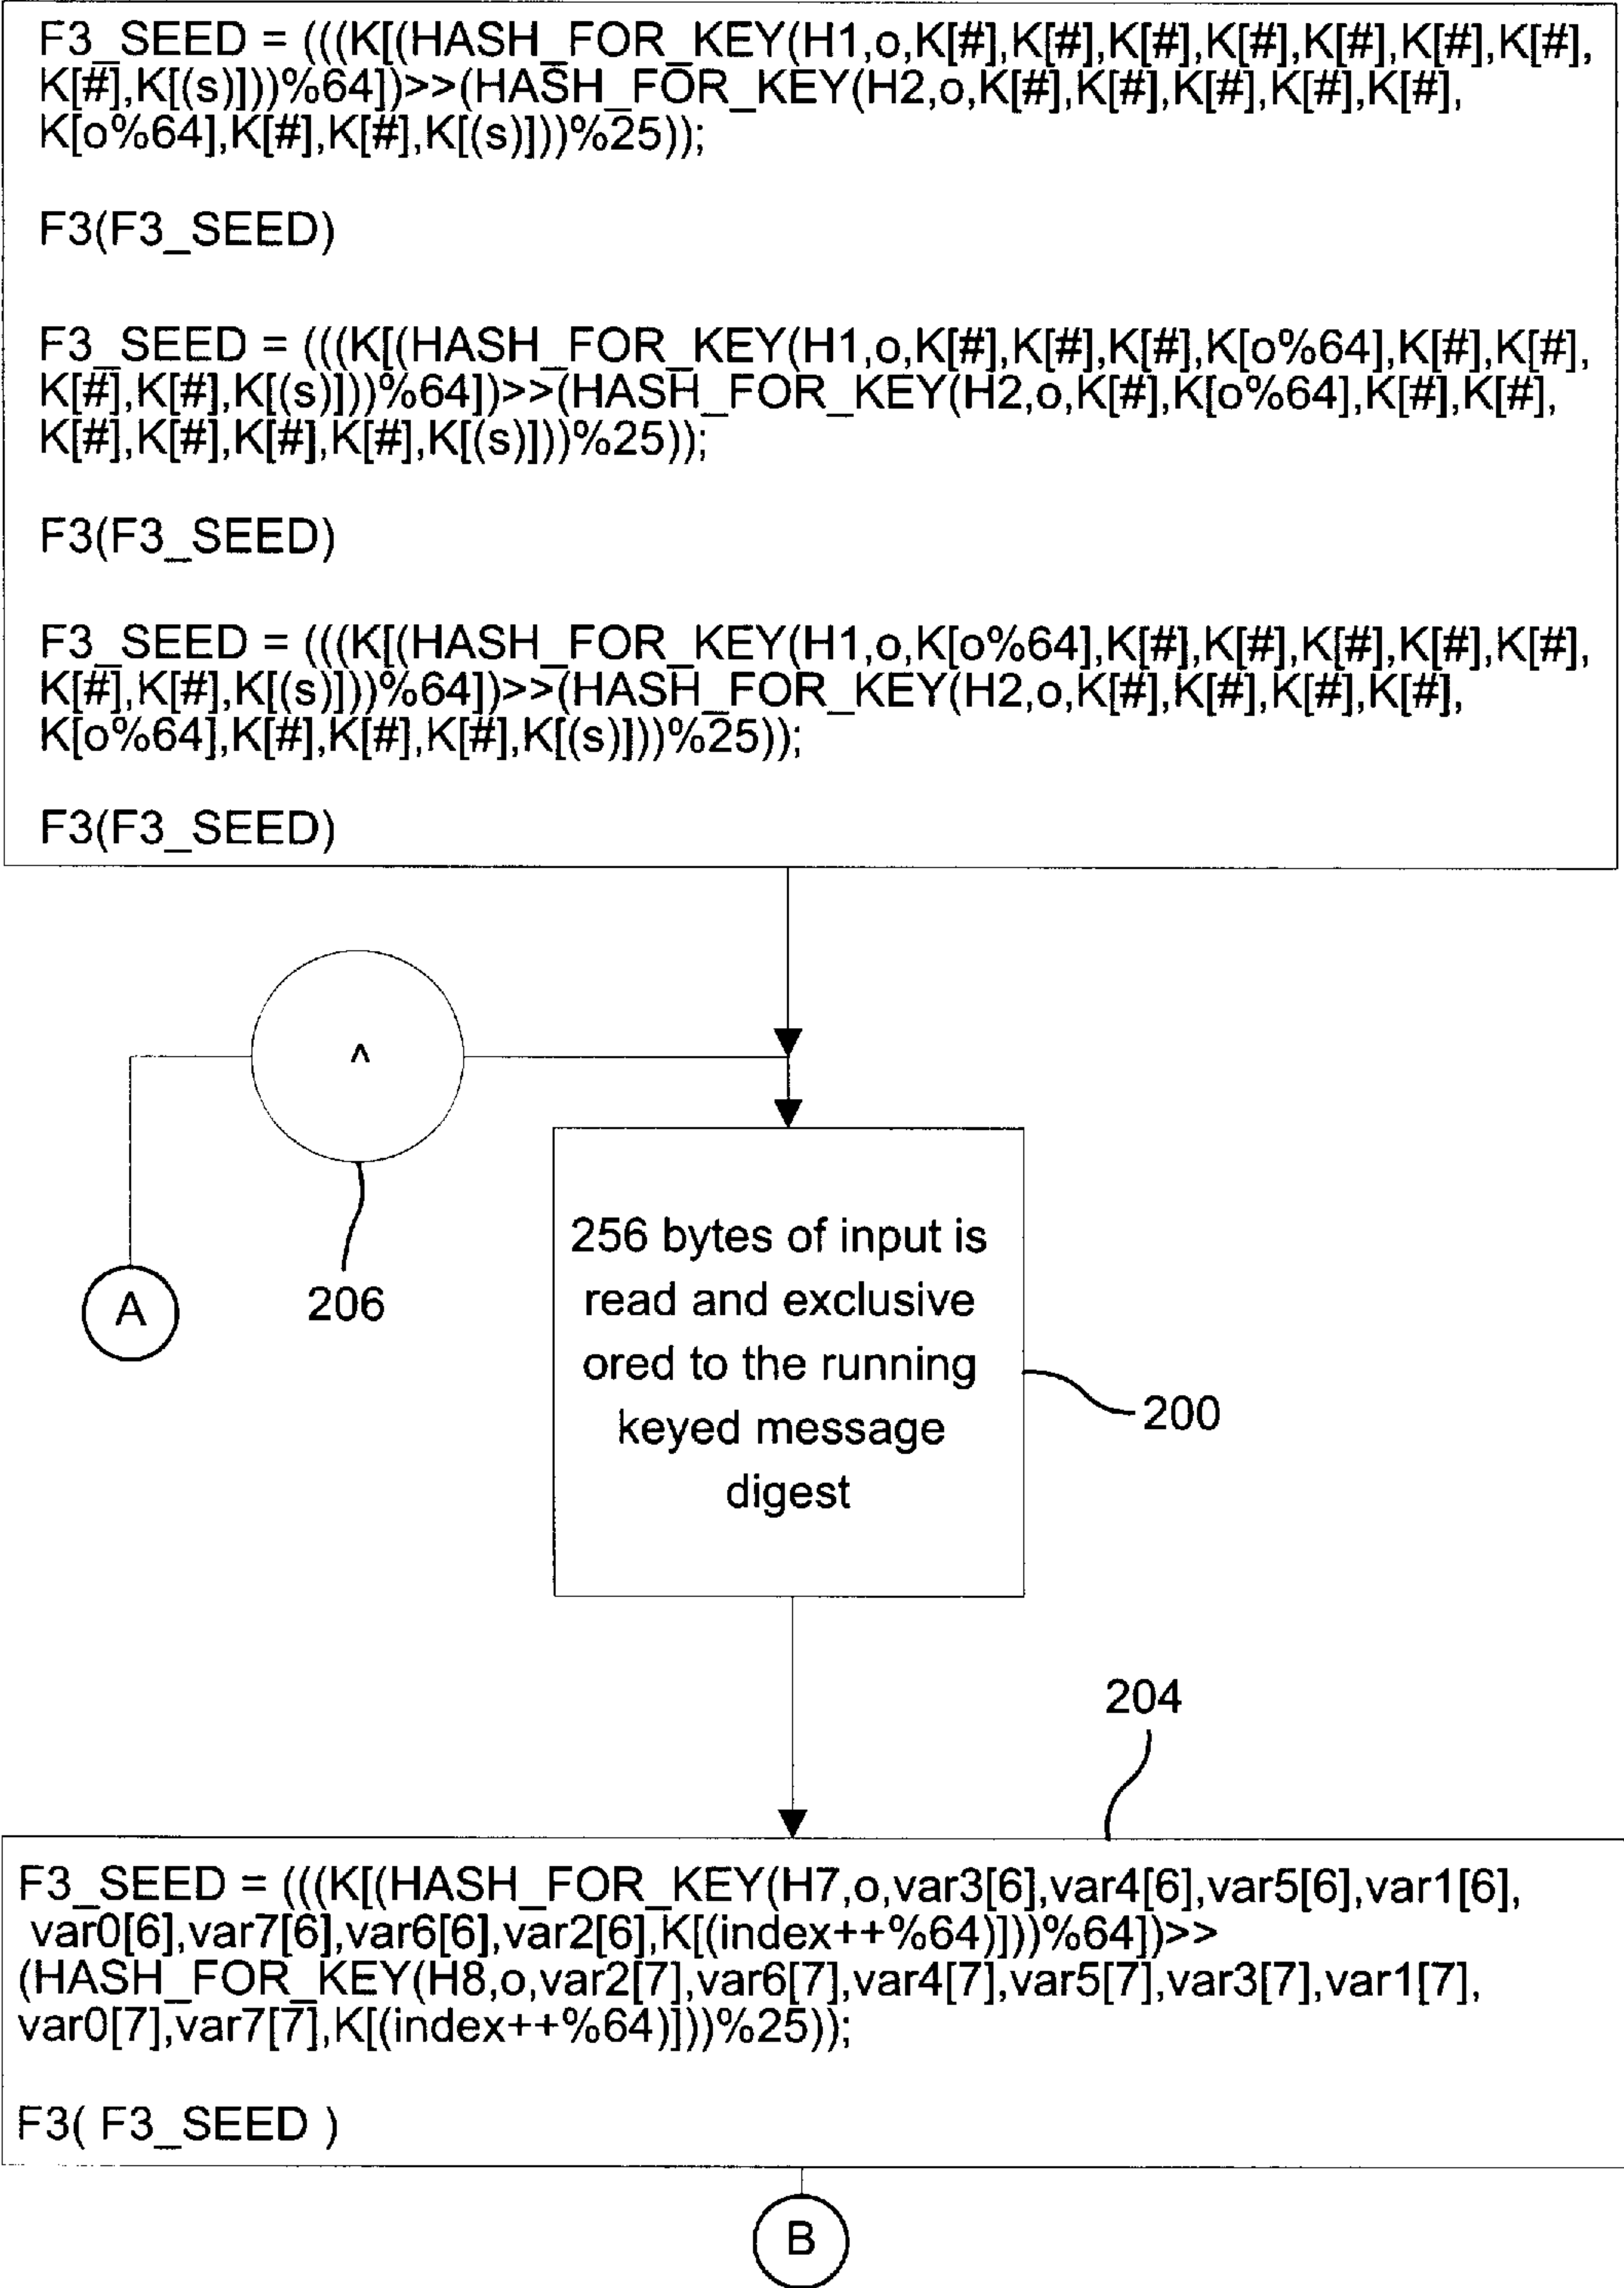 F3_SEED = (((K[(HASH_FOR_KEY(H1,o,K[#],K[#],K[#],K[#],K[#],K[#],K[#],
K[#],K[(s)]))%64])>>(HASH_FOR_KEY(H2,o,K[#],K[#],K[#],K[#],K[#],
K[o%64],K[#],K[#],K[(s)]))%25));
F3(F3_SEED)
F3_SEED = (((K[(HASH_FOR_KEY(H1,o,K[#],K[#],K[#],K[o%64],K[#],K[#],
K[#],K[#],K[(s)]))%64])>>(HASH_FOR_KEY(H2,o,K[#],K[o%64],K[#],K[#],
K[#],K[#],K[#],K[#],K[(s)]))%25));
F3(F3_SEED)
F3_SEED = (((K[(HASH_FOR_KEY(H1,o,K[o%64],K[#],K[#],K[#],K[#],K[#],
K[#],K[#],K[(s)]))%64])>>(HASH_FOR_KEY(H2,o,K[#],K[#],K[#],K[#],
K[o%64],K[#],K[#],K[#],K[(s)]))%25));
F3(F3_SEED)
^
A
206
256 bytes of input is
read and exclusive
ored to the running
keyed message
digest
200
204
F3_SEED = (((K[(HASH_FOR_KEY(H7,o,var3[6],var4[6],var5[6],var1[6],
var0[6],var7[6],var6[6],var2[6],K[(index++%64)]))%64])>>
(HASH_FOR_KEY(H8,o,var2[7],var6[7],var4[7],var5[7],var3[7],var1[7],
var0[7],var7[7],K[(index++%64)]))%25));
F3( F3_SEED )
B